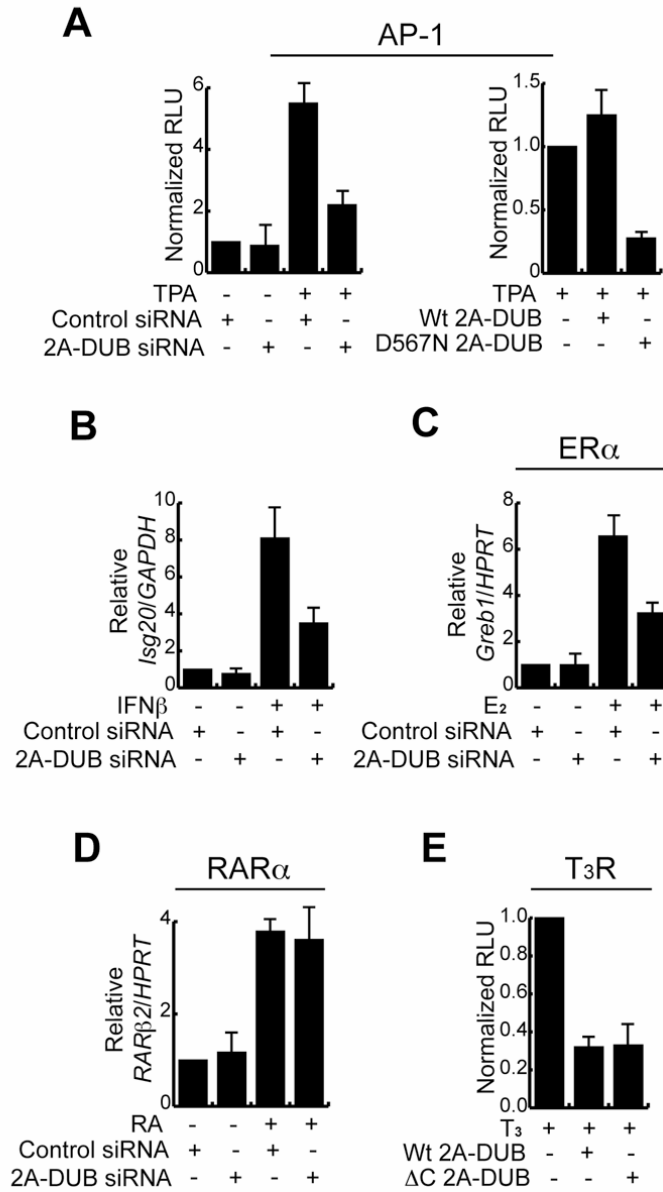 A
AP-1
Normalized RLU
6
4
2
0
TPA - - + +
Control siRNA + - + -
2A-DUB siRNA - + - +
Normalized RLU
1.5
1.0
0.5
0
TPA + + +
Wt 2A-DUB - + -
D567N 2A-DUB - - +
B
Relative
Isg20/GAPDH
10
8
6
4
2
0
IFNβ - - + +
Control siRNA + - + -
2A-DUB siRNA - + - +
C
ERα
Relative
Greb1/HPRT
8
6
4
2
0
E₂ - - + +
Control siRNA + - + -
2A-DUB siRNA - + - +
D
RARα
Relative
RARβ2/HPRT
4
2
0
RA - - + +
Control siRNA + - + -
2A-DUB siRNA - + - +
E
T₃R
Normalized RLU
1.0
0.8
0.6
0.4
0.2
0
T₃ + + +
Wt 2A-DUB - + -
ΔC 2A-DUB - - +